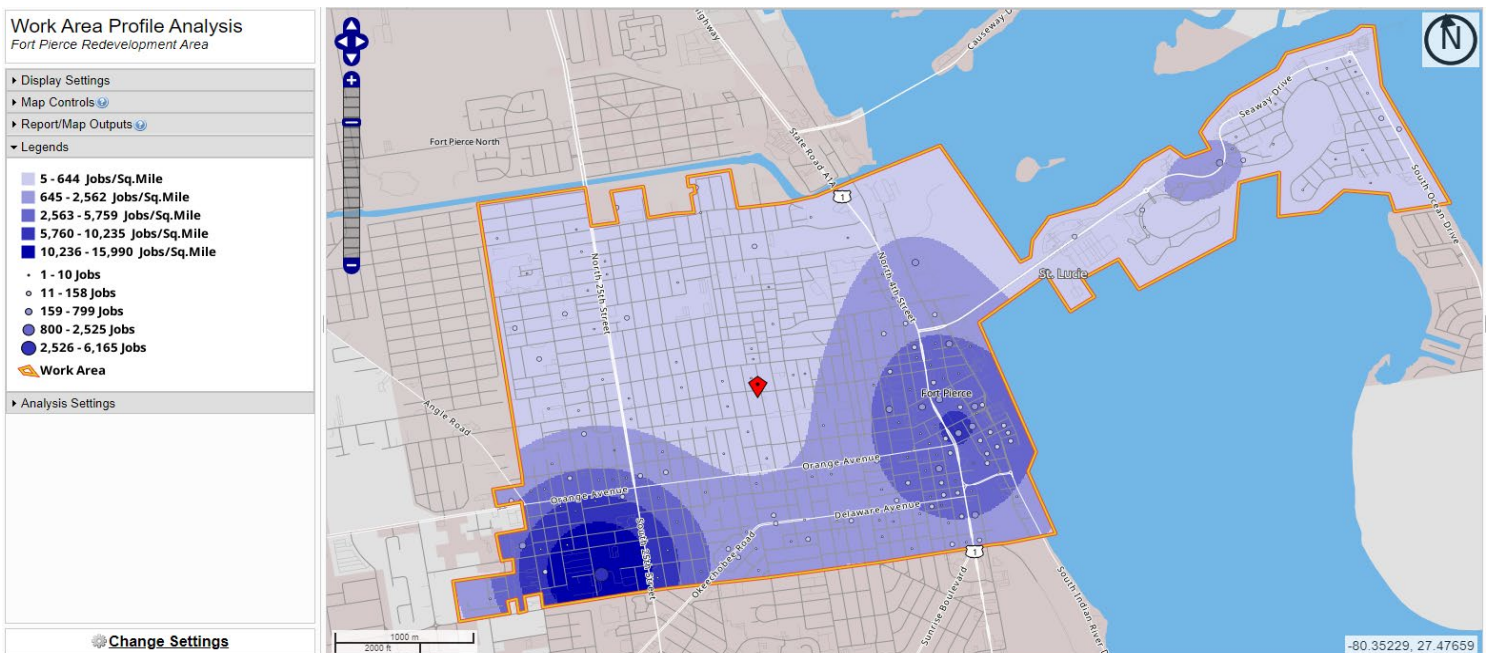 Work Area Profile Analysis
Fort Pierce Redevelopment Area
Display Settings
Map Controls
Report/Map Outputs
Legends
5 - 644 Jobs/Sq.Mile
645 - 2,562 Jobs/Sq.Mile
2,563 - 5,759 Jobs/Sq.Mile
5,760 - 10,235 Jobs/Sq.Mile
10,236 - 15,990 Jobs/Sq.Mile
1 - 10 Jobs
11 - 158 Jobs
159 - 799 Jobs
800 - 2,525 Jobs
2,526 - 6,165 Jobs
Work Area
Analysis Settings
Change Settings
Causeway
N
Seaway Drive
Fort Pierce North
State Road A1A
1
South Ocean Drive
North 25th Street
North 4th Street
St. Lucie
Fort Pierce
Angle Road
Orange Avenue
Orange Avenue
Delaware Avenue
South 25th Street
Okeechobee Road
1
Sunrise Boulevard
South Indian River
1000 m
2000 ft
-80.35229, 27.47659